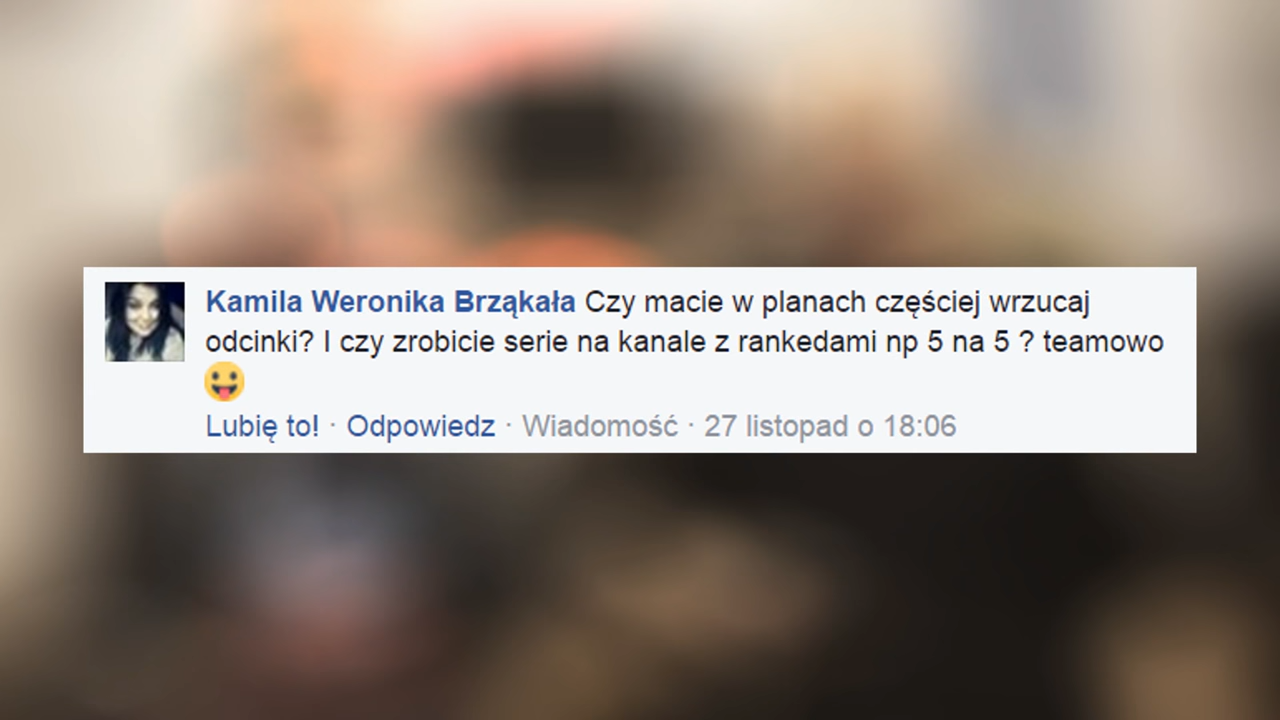 Kamila Weronika Brząkała Czy macie w planach częściej wrzucaj
odcinki? I czy zrobicie serie na kanale z rankedami np 5 na 5 ? teamowo
😛
Lubię to! · Odpowiedz · Wiadomość · 27 listopad o 18:06